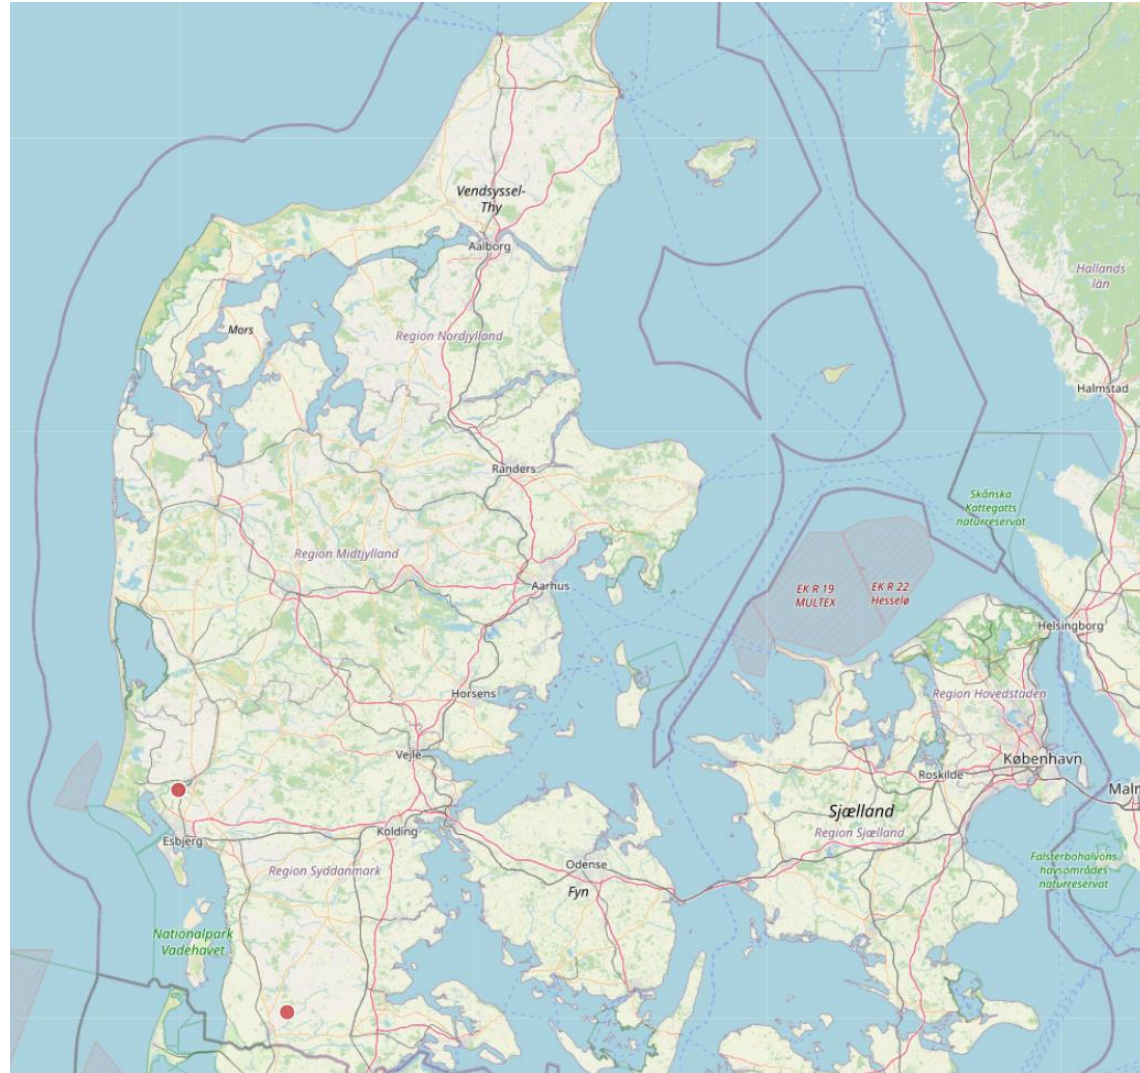 Vendsyssel-
Thy
Aalborg
Hallands
län
Mors
Region Nordjylland
Halmstad
Randers
Skånska
Kattegatts
naturreservat
Region Midtjylland
Aarhus
EK R 19
MULTEX
EK R 22
Hesselø
Helsingborg
Horsens
Region Hovedstaden
Vejle
København
Roskilde
Malm
Sjælland
Region Sjælland
Kolding
Esbjerg
Region Syddanmark
Odense
Fyn
Falsterbohalvöns
havsområdes
naturreservat
Nationalpark
Vadehavet